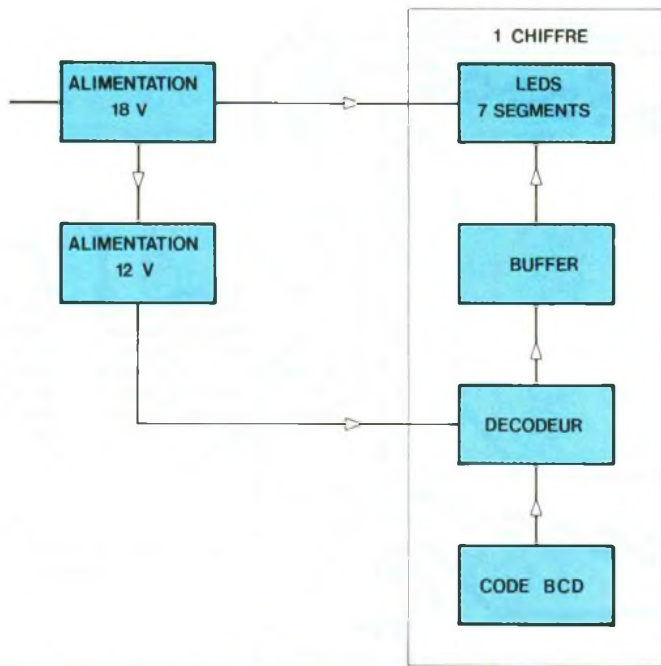 1 CHIFFRE
ALIMENTATION
18 V
LEDS
7 SEGMENTS
ALIMENTATION
12 V
BUFFER
DECODEUR
CODE BCD